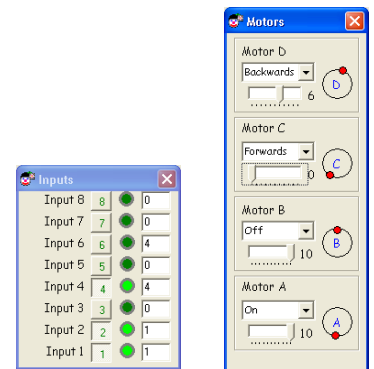 Inputs
Input 8 8 0
Input 7 7 0
Input 6 6 4
Input 5 5 0
Input 4 4 4
Input 3 3 0
Input 2 2 1
Input 1 1 1
Motors
Motor D
Backwards
6 D
Motor C
Forwards
0 C
Motor B
Off
10 B
Motor A
On
10 A